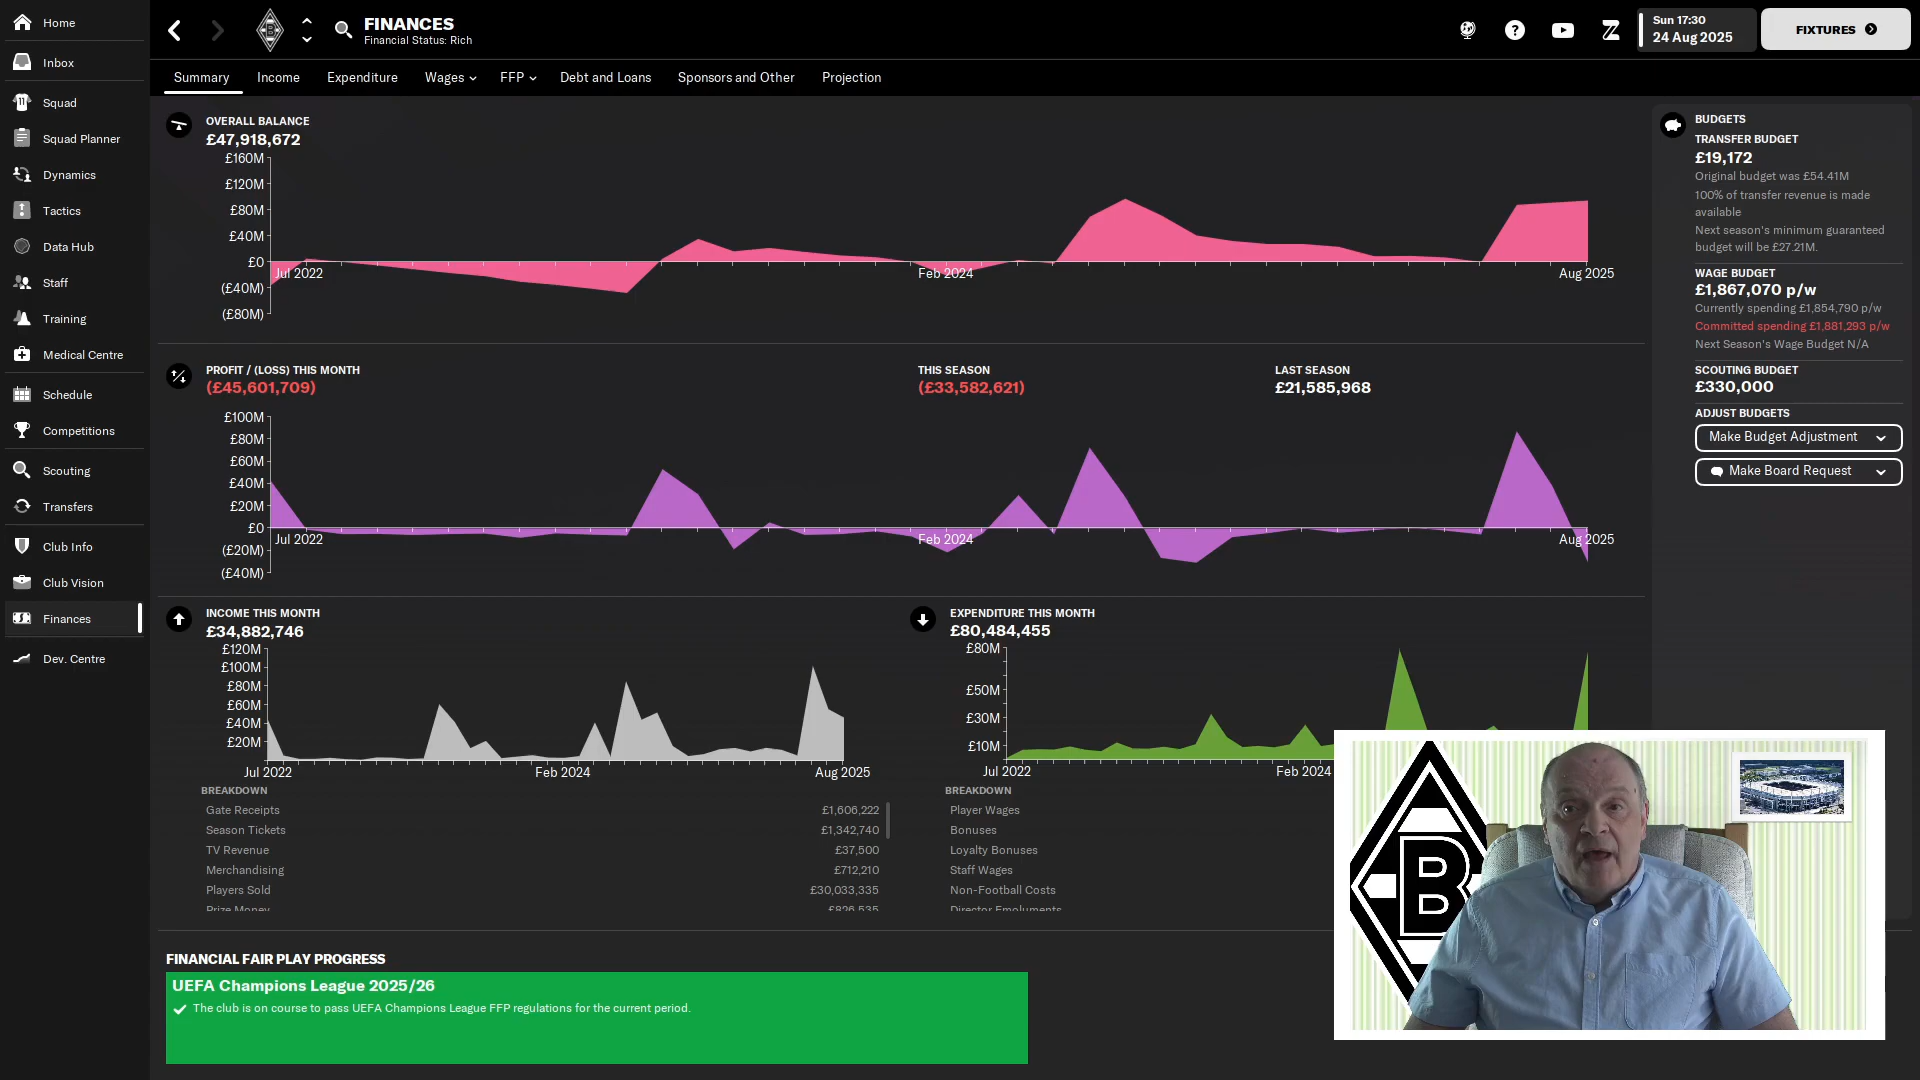 Home
Inbox
Squad
Squad Planner
Dynamics
Tactics
Data Hub
Staff
Training
Medical Centre
Schedule
Competitions
Scouting
Transfers
Club Info
Club Vision
Finances
Dev. Centre
FINANCES
Financial Status: Rich
Sun 17:30
24 Aug 2025
FIXTURES
Summary
Income
Expenditure
Wages
FFP
Debt and Loans
Sponsors and Other
Projection
OVERALL BALANCE
£47,918,672
£160M
£120M
£80M
£40M
£0
(£40M)
(£80M)
Jul 2022
Feb 2024
Aug 2025
PROFIT / (LOSS) THIS MONTH
(£45,601,709)
THIS SEASON
(£33,582,621)
LAST SEASON
£21,585,968
£100M
£80M
£60M
£40M
£20M
£0
(£20M)
(£40M)
Jul 2022
Feb 2024
Aug 2025
INCOME THIS MONTH
£34,882,746
£120M
£100M
£80M
£60M
£40M
£20M
Jul 2022
Feb 2024
Aug 2025
BREAKDOWN
Gate Receipts £1,606,222
Season Tickets £1,342,740
TV Revenue £37,500
Merchandising £712,210
Players Sold £30,033,335
Prize Money £826,535
EXPENDITURE THIS MONTH
£80,484,455
£80M
£50M
£30M
£10M
Jul 2022
Feb 2024
BREAKDOWN
Player Wages
Bonuses
Loyalty Bonuses
Staff Wages
Non-Football Costs
Director Emoluments
FINANCIAL FAIR PLAY PROGRESS
UEFA Champions League 2025/26
The club is on course to pass UEFA Champions League FFP regulations for the current period.
BUDGETS
TRANSFER BUDGET
£19,172
Original budget was £54.41M
100% of transfer revenue is made
available
Next season's minimum guaranteed
budget will be £27.21M.
WAGE BUDGET
£1,867,070 p/w
Currently spending £1,854,790 p/w
Committed spending £1,881,293 p/w
Next Season's Wage Budget N/A
SCOUTING BUDGET
£330,000
ADJUST BUDGETS
Make Budget Adjustment
Make Board Request
B